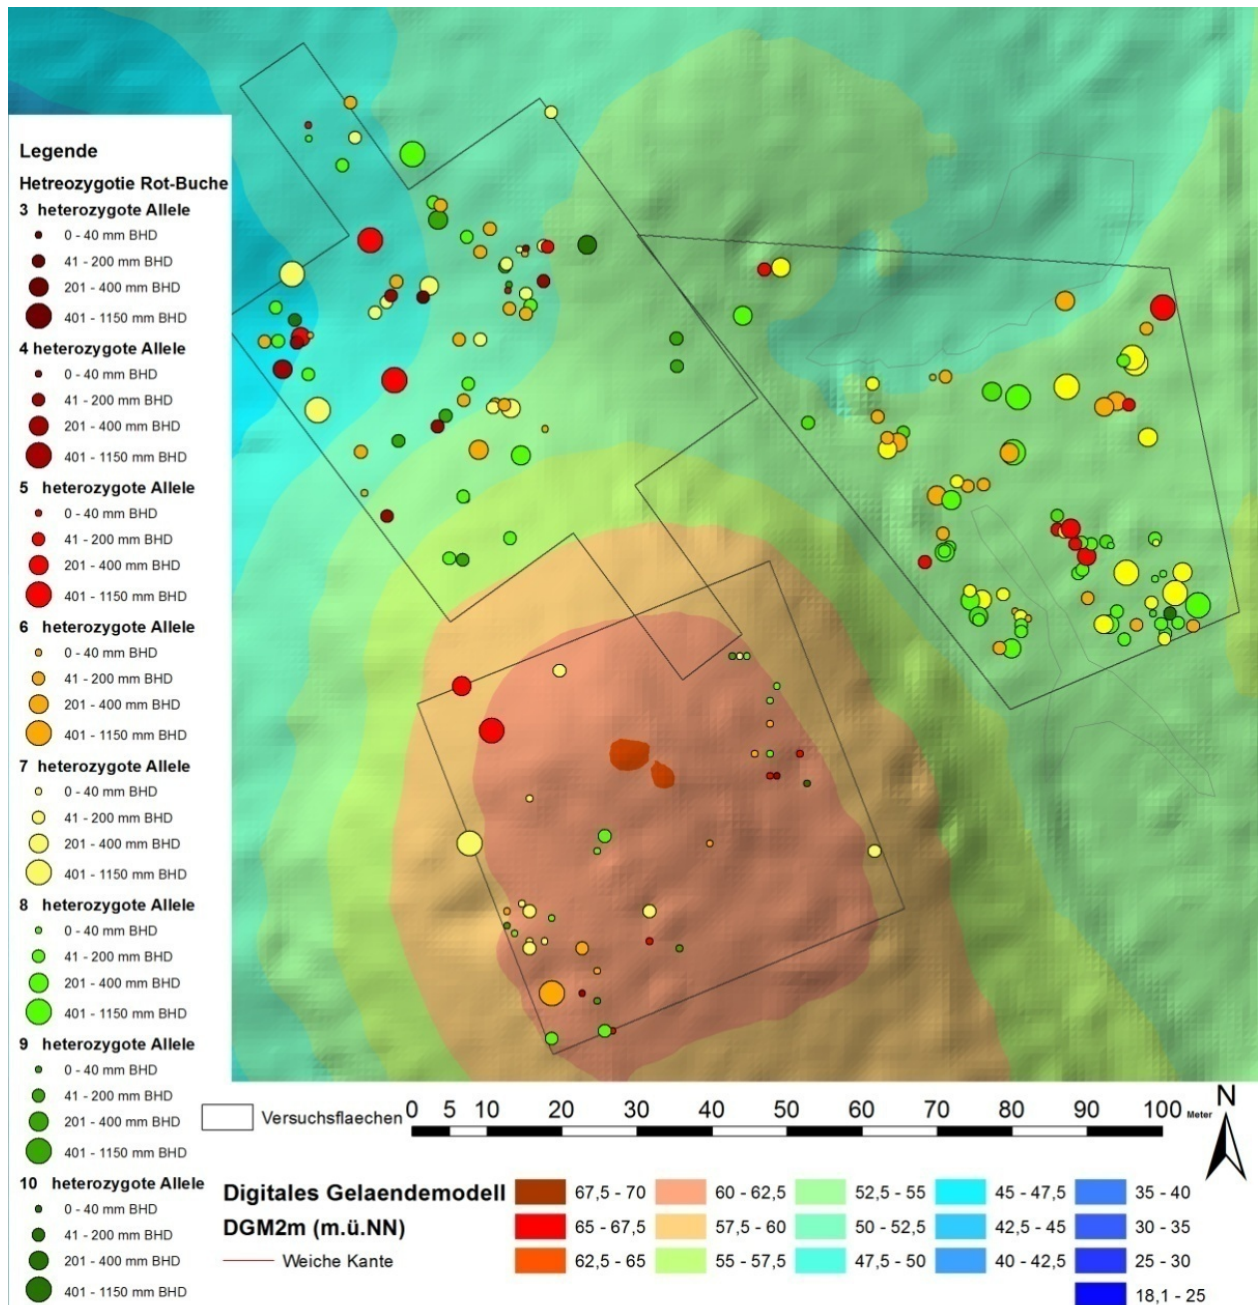 Legende
Hetreozygotie Rot-Buche
3 heterozygote Allele
0 - 40 mm BHD
41 - 200 mm BHD
201 - 400 mm BHD
401 - 1150 mm BHD
4 heterozygote Allele
0 - 40 mm BHD
41 - 200 mm BHD
201 - 400 mm BHD
401 - 1150 mm BHD
5 heterozygote Allele
0 - 40 mm BHD
41 - 200 mm BHD
201 - 400 mm BHD
401 - 1150 mm BHD
6 heterozygote Allele
0 - 40 mm BHD
41 - 200 mm BHD
201 - 400 mm BHD
401 - 1150 mm BHD
7 heterozygote Allele
0 - 40 mm BHD
41 - 200 mm BHD
201 - 400 mm BHD
401 - 1150 mm BHD
8 heterozygote Allele
0 - 40 mm BHD
41 - 200 mm BHD
201 - 400 mm BHD
401 - 1150 mm BHD
9 heterozygote Allele
0 - 40 mm BHD
41 - 200 mm BHD
201 - 400 mm BHD
401 - 1150 mm BHD
10 heterozygote Allele
0 - 40 mm BHD
41 - 200 mm BHD
201 - 400 mm BHD
401 - 1150 mm BHD
Versuchsflaechen
0 5 10 20 30 40 50 60 70 80 90 100 Meter
N
Digitales Gelaendemodell
DGM2m (m.ü.NN)
Weiche Kante
67,5 - 70
65 - 67,5
62,5 - 65
60 - 62,5
57,5 - 60
55 - 57,5
52,5 - 55
50 - 52,5
47,5 - 50
45 - 47,5
42,5 - 45
40 - 42,5
35 - 40
30 - 35
25 - 30
18,1 - 25